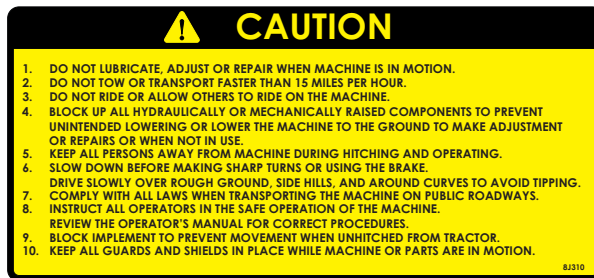 CAUTION
1. DO NOT LUBRICATE, ADJUST OR REPAIR WHEN MACHINE IS IN MOTION.
2. DO NOT TOW OR TRANSPORT FASTER THAN 15 MILES PER HOUR.
3. DO NOT RIDE OR ALLOW OTHERS TO RIDE ON THE MACHINE.
4. BLOCK UP ALL HYDRAULICALLY OR MECHANICALLY RAISED COMPONENTS TO PREVENT
UNINTENDED LOWERING OR LOWER THE MACHINE TO THE GROUND TO MAKE ADJUSTMENT
OR REPAIRS OR WHEN NOT IN USE.
5. KEEP ALL PERSONS AWAY FROM MACHINE DURING HITCHING AND OPERATING.
6. SLOW DOWN BEFORE MAKING SHARP TURNS OR USING THE BRAKE.
DRIVE SLOWLY OVER ROUGH GROUND, SIDE HILLS, AND AROUND CURVES TO AVOID TIPPING.
7. COMPLY WITH ALL LAWS WHEN TRANSPORTING THE MACHINE ON PUBLIC ROADWAYS.
8. INSTRUCT ALL OPERATORS IN THE SAFE OPERATION OF THE MACHINE.
REVIEW THE OPERATOR'S MANUAL FOR CORRECT PROCEDURES.
9. BLOCK IMPLEMENT TO PREVENT MOVEMENT WHEN UNHITCHED FROM TRACTOR.
10. KEEP ALL GUARDS AND SHIELDS IN PLACE WHILE MACHINE OR PARTS ARE IN MOTION.
8J310